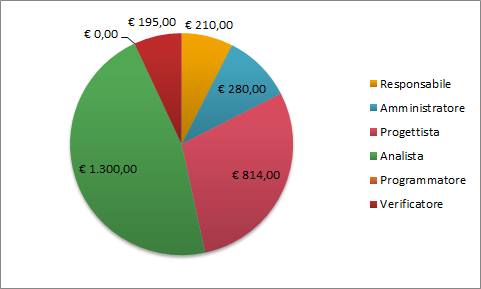 € 195,00
€ 210,00
€ 0,00
€ 280,00
€ 814,00
€ 1.300,00
Responsabile
Amministratore
Progettista
Analista
Programmatore
Verificatore